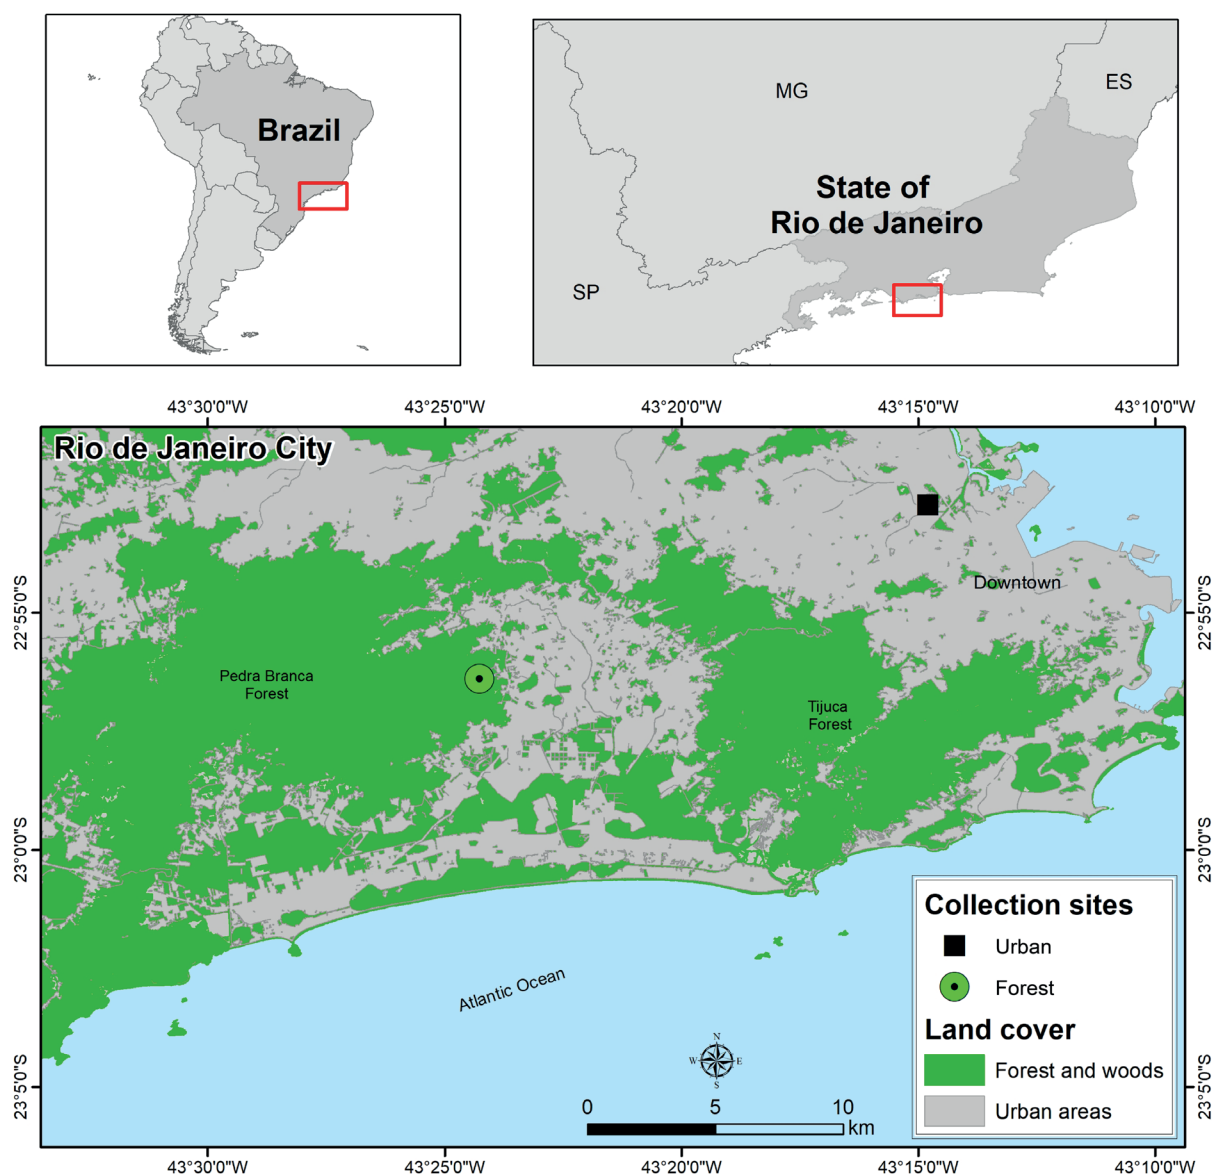 Brazil
MG
ES
State of
Rio de Janeiro
SP
43°30'0"W
43°25'0"W
43°20'0"W
43°15'0"W
43°10'0"W
Rio de Janeiro City
Downtown
22°55'0"S
22°55'0"S
Pedra Branca
Forest
Tijuca
Forest
23°0'0"S
23°0'0"S
Collection sites
Urban
Forest
Atlantic Ocean
Land cover
N
W
E
S
Forest and woods
23°5'0"S
23°5'0"S
Urban areas
0
5
10
km
43°30'0"W
43°25'0"W
43°20'0"W
43°15'0"W
43°10'0"W